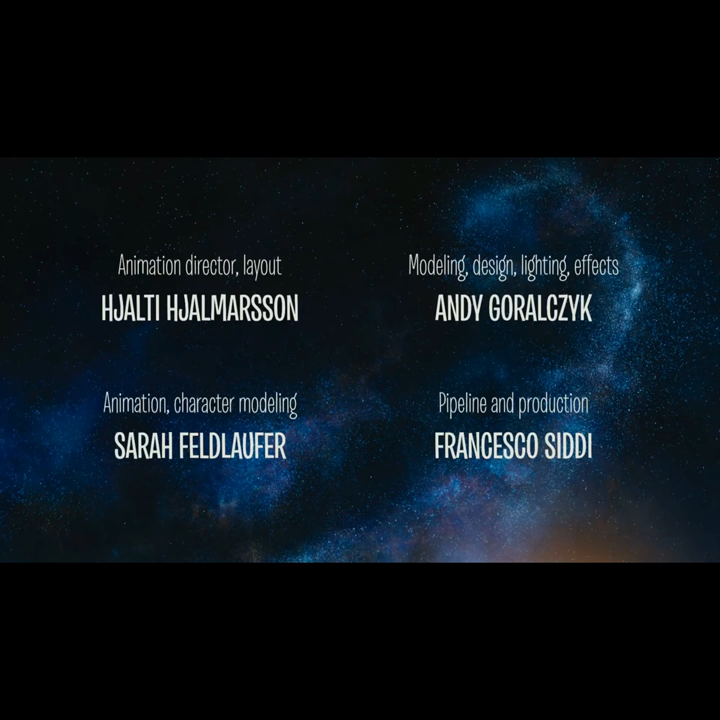 Animation director, layout
HJALTI HJALMARSSON
Modeling, design, lighting, effects
ANDY GORALCZYK
Animation, character modeling
SARAH FELDLAUFER
Pipeline and production
FRANCESCO SIDDI